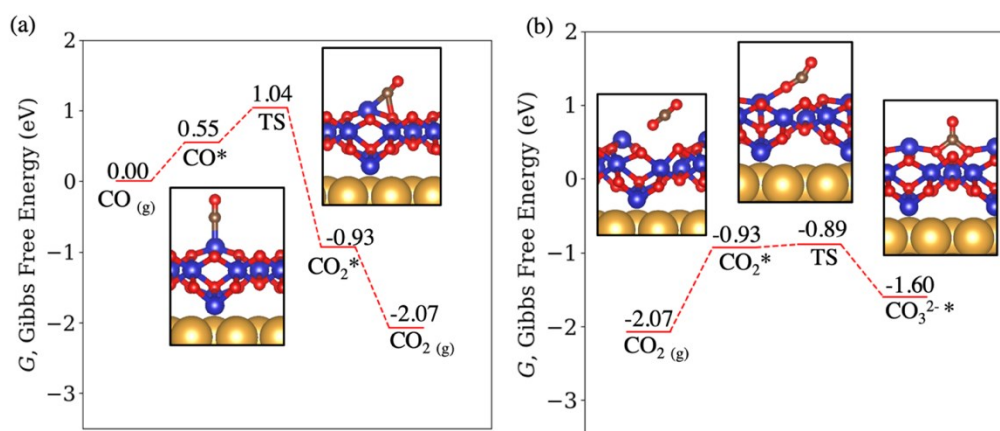 (a)
G, Gibbs Free Energy (eV)
2
1
0
−1
−2
−3
0.00
CO (g)
0.55
CO*
1.04
TS
-0.93
CO2*
-2.07
CO2 (g)
(b)
G, Gibbs Free Energy (eV)
2
1
0
−1
−2
−3
-2.07
CO2 (g)
-0.93
CO2*
-0.89
TS
-1.60
CO3²⁻ *